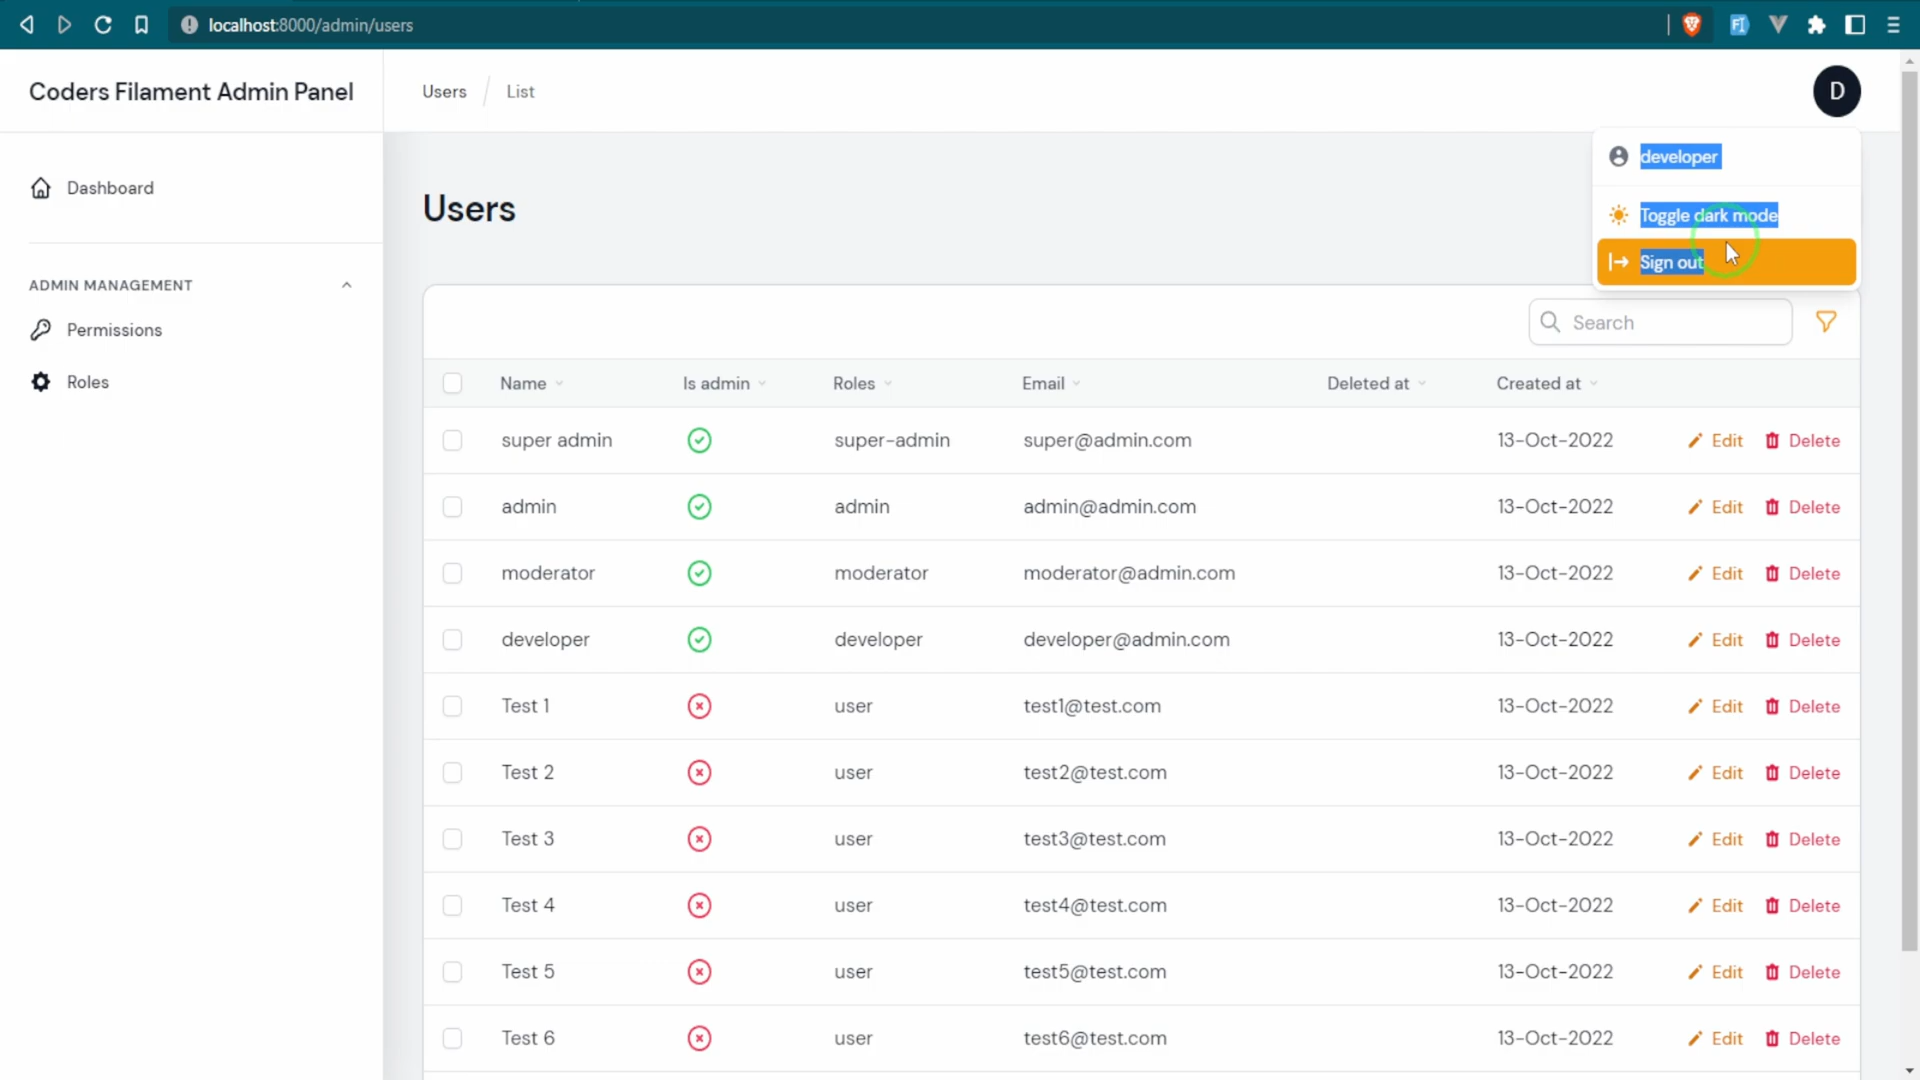 localhost:8000/admin/users
FI
Coders Filament Admin Panel
Users / List
D
developer
Toggle dark mode
Sign out
Dashboard
ADMIN MANAGEMENT
Permissions
Roles
Users
Search
Name Is admin Roles Email Deleted at Created at
super admin super-admin super@admin.com 13-Oct-2022 Edit Delete
admin admin admin@admin.com 13-Oct-2022 Edit Delete
moderator moderator moderator@admin.com 13-Oct-2022 Edit Delete
developer developer developer@admin.com 13-Oct-2022 Edit Delete
Test 1 user test1@test.com 13-Oct-2022 Edit Delete
Test 2 user test2@test.com 13-Oct-2022 Edit Delete
Test 3 user test3@test.com 13-Oct-2022 Edit Delete
Test 4 user test4@test.com 13-Oct-2022 Edit Delete
Test 5 user test5@test.com 13-Oct-2022 Edit Delete
Test 6 user test6@test.com 13-Oct-2022 Edit Delete